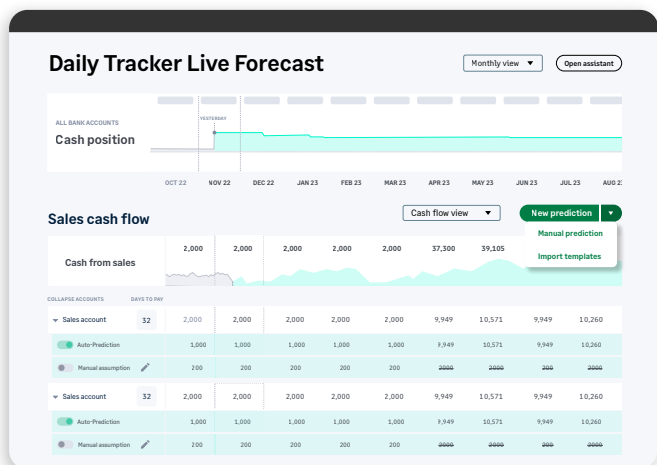 Daily Tracker Live Forecast
Monthly view
Open assistant
YESTERDAY
ALL BANK ACCOUNTS
Cash position
OCT 22 NOV 22 DEC 22 JAN 23 FEB 23 MAR 23 APR 23 MAY 23 JUN 23 JUL 23 AUG 23
Sales cash flow
Cash flow view
New prediction
Manual prediction
Import templates
Cash from sales
2,000 2,000 2,000 2,000 2,000 2,000 37,300 39,105
COLLAPSE ACCOUNTS DAYS TO PAY
Sales account 32 2,000 2,000 2,000 2,000 2,000 2,000 9,949 10,571 9,949 10,260
Auto-Prediction 1,000 1,000 1,000 1,000 1,000 9,949 10,571 9,949 10,260
Manual assumption 200 200 200 200 200 2000 2000 200 2000
Sales account 32 2,000 2,000 2,000 2,000 2,000 9,949 10,571 9,949 10,260
Auto-Prediction 1,000 1,000 1,000 1,000 1,000 9,949 10,571 9,949 10,260
Manual assumption 200 200 200 200 200 2000 2000 200 2000